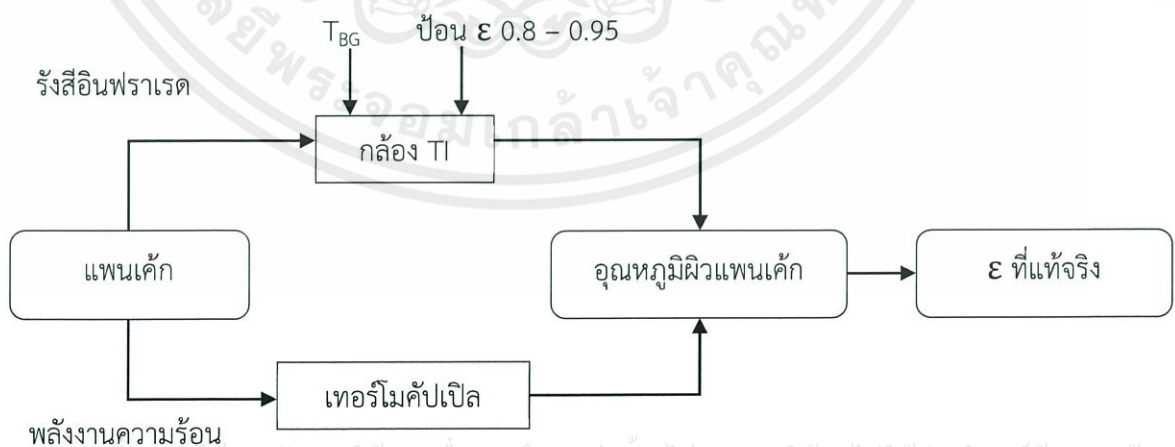 T_BG ป้อน ε 0.8 – 0.95
รังสีอินฟราเรด
กล้อง TI
แพนเค้ก
อุณหภูมิผิวแพนเค้ก
ε ที่แท้จริง
เทอร์โมคัปเปิล
พลังงานความร้อน